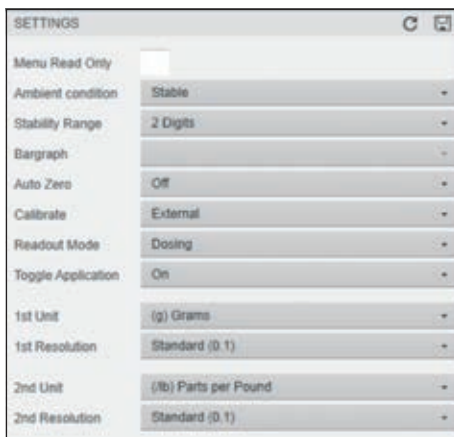 SETTINGS
Menu Read Only
Ambient condition Stable
Stability Range 2 Digits
Bargraph
Auto Zero Off
Calibrate External
Readout Mode Dosing
Toggle Application On
1st Unit (g) Grams
1st Resolution Standard (0.1)
2nd Unit (/lb) Parts per Pound
2nd Resolution Standard (0.1)